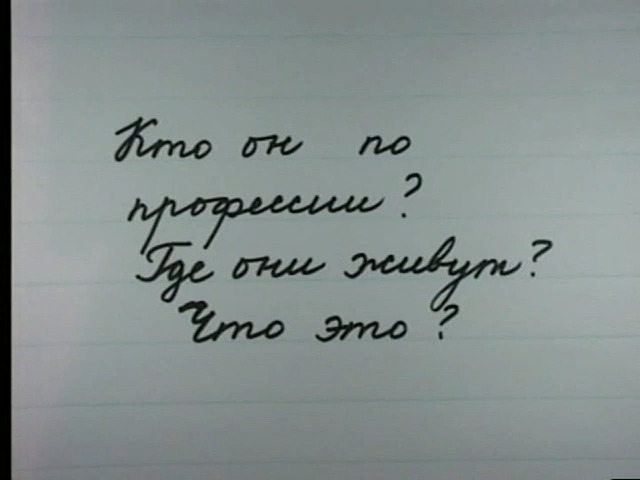 Кто он по
профессии?
Где они живут?
Что это?